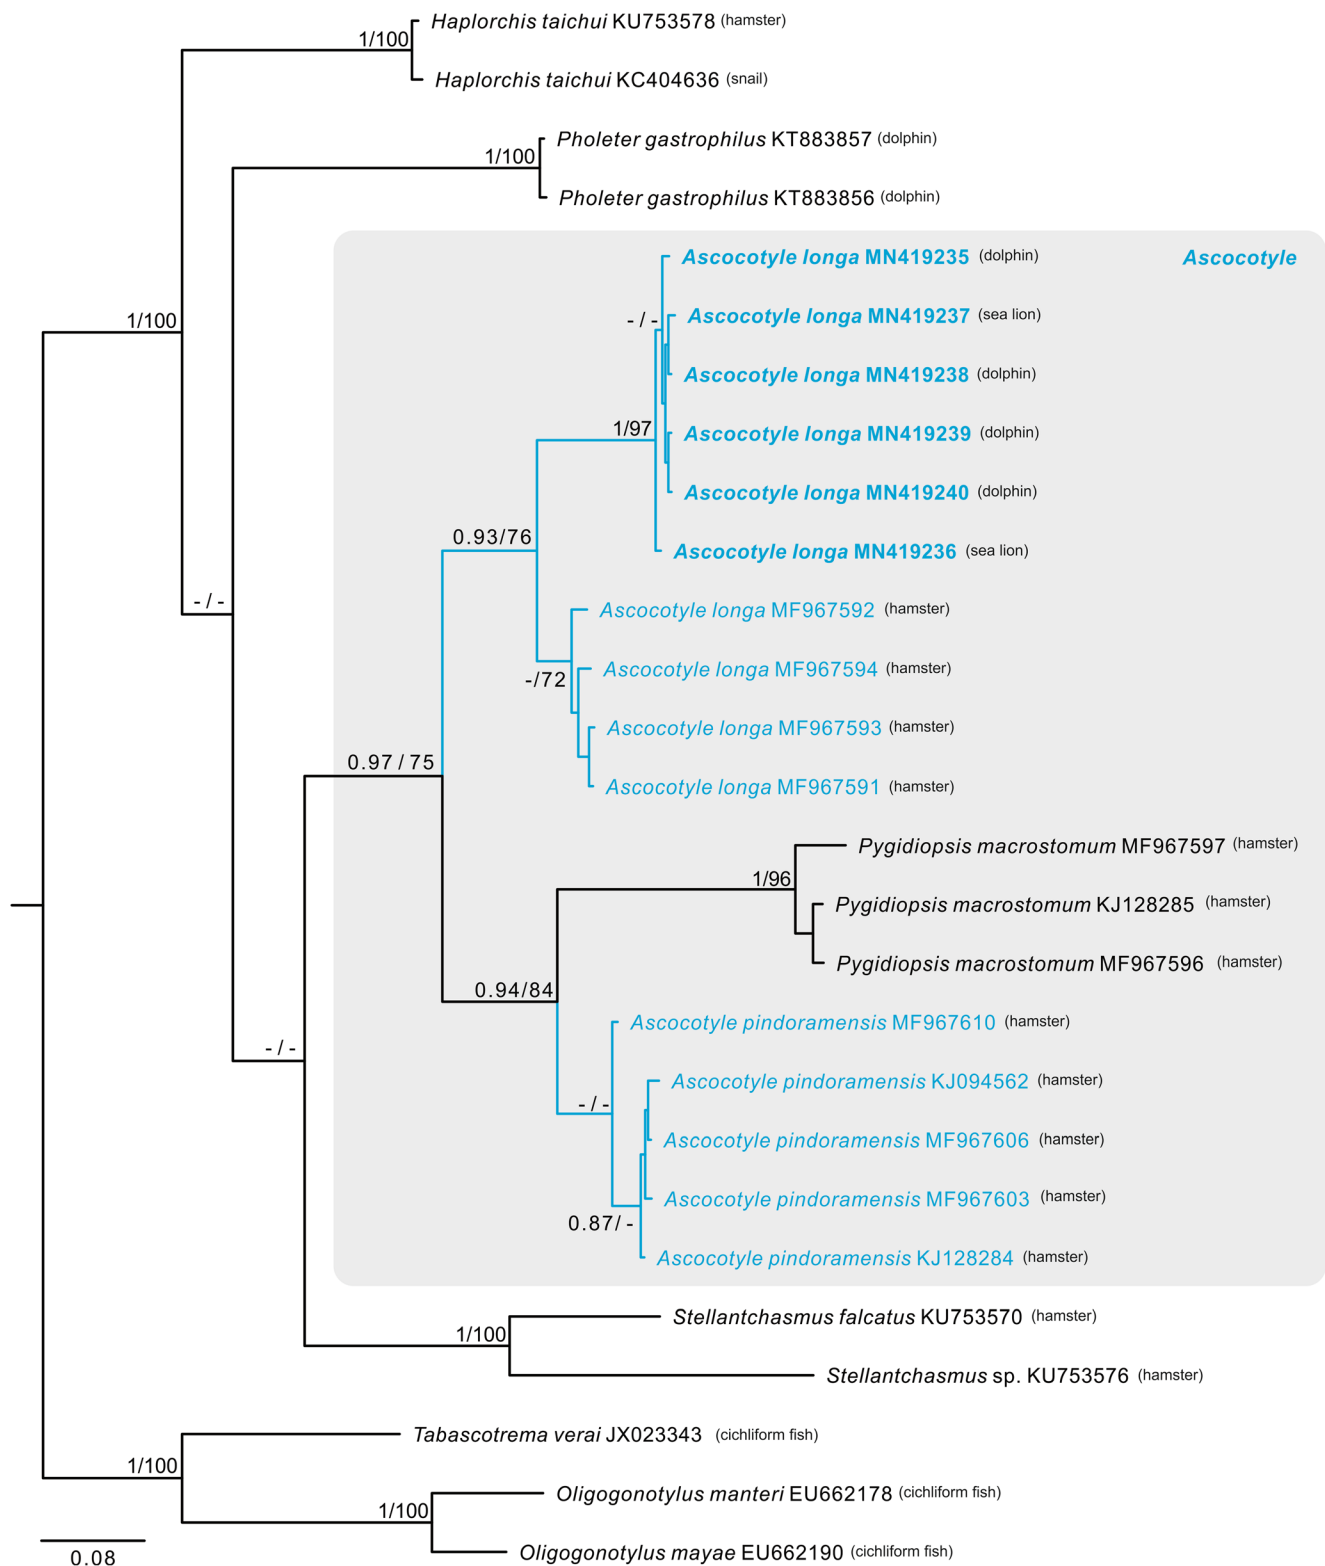 Haplorchis taichui KU753578 (hamster)
1/100
Haplorchis taichui KC404636 (snail)
Pholeter gastrophilus KT883857 (dolphin)
1/100
Pholeter gastrophilus KT883856 (dolphin)
Ascocotyle longa MN419235 (dolphin) Ascocotyle
Ascocotyle longa MN419237 (sea lion)
1/100 - / -
Ascocotyle longa MN419238 (dolphin)
Ascocotyle longa MN419239 (dolphin)
1/97
Ascocotyle longa MN419240 (dolphin)
0.93/76
Ascocotyle longa MN419236 (sea lion)
- / -
Ascocotyle longa MF967592 (hamster)
Ascocotyle longa MF967594 (hamster)
-/72
Ascocotyle longa MF967593 (hamster)
0.97 / 75
Ascocotyle longa MF967591 (hamster)
Pygidiopsis macrostomum MF967597 (hamster)
1/96
Pygidiopsis macrostomum KJ128285 (hamster)
Pygidiopsis macrostomum MF967596 (hamster)
0.94/84
Ascocotyle pindoramensis MF967610 (hamster)
- / -
Ascocotyle pindoramensis KJ094562 (hamster)
- / -
Ascocotyle pindoramensis MF967606 (hamster)
Ascocotyle pindoramensis MF967603 (hamster)
0.87/ -
Ascocotyle pindoramensis KJ128284 (hamster)
Stellantchasmus falcatus KU753570 (hamster)
1/100
Stellantchasmus sp. KU753576 (hamster)
Tabascotrema verai JX023343 (cichliform fish)
1/100
Oligogonotylus manteri EU662178 (cichliform fish)
1/100
Oligogonotylus mayae EU662190 (cichliform fish)
0.08